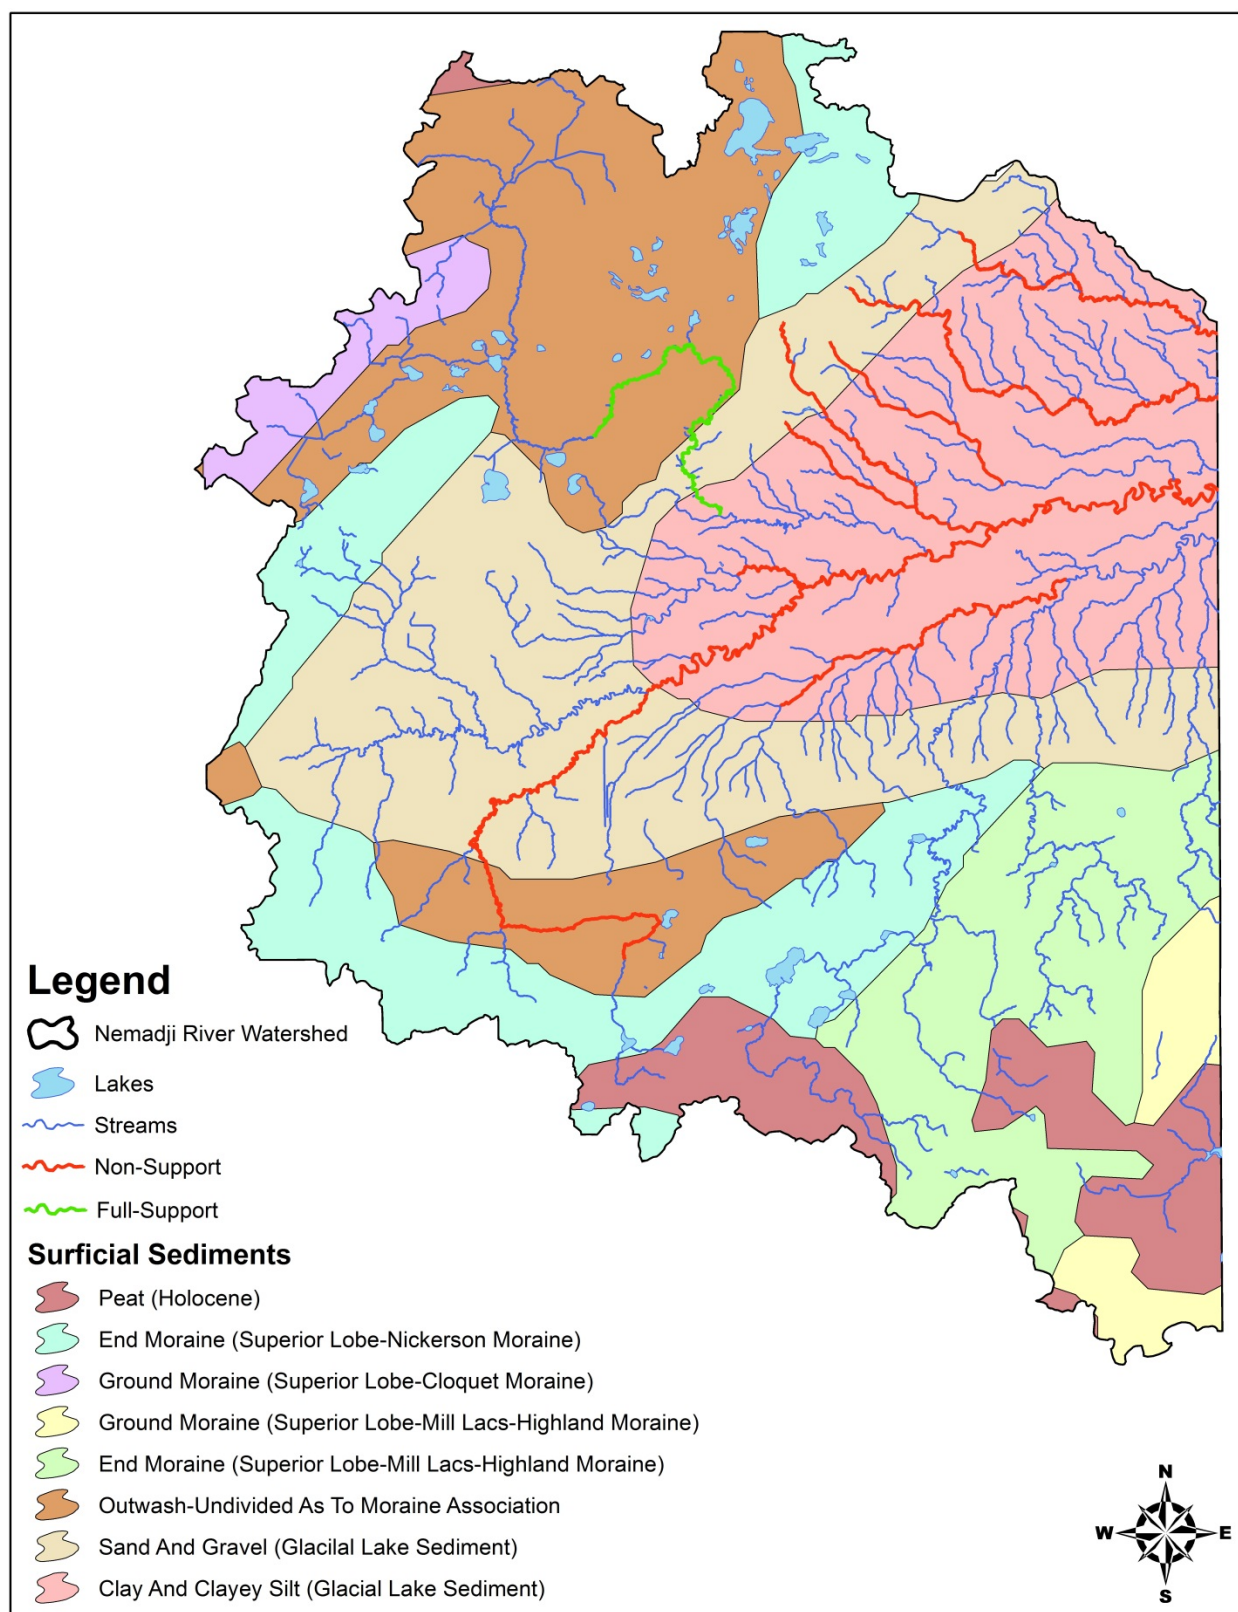 Legend
Nemadji River Watershed
Lakes
Streams
Non-Support
Full-Support
Surficial Sediments
Peat (Holocene)
End Moraine (Superior Lobe-Nickerson Moraine)
Ground Moraine (Superior Lobe-Cloquet Moraine)
Ground Moraine (Superior Lobe-Mill Lacs-Highland Moraine)
End Moraine (Superior Lobe-Mill Lacs-Highland Moraine)
Outwash-Undivided As To Moraine Association
Sand And Gravel (Glacilal Lake Sediment)
Clay And Clayey Silt (Glacial Lake Sediment)
N
W E
S